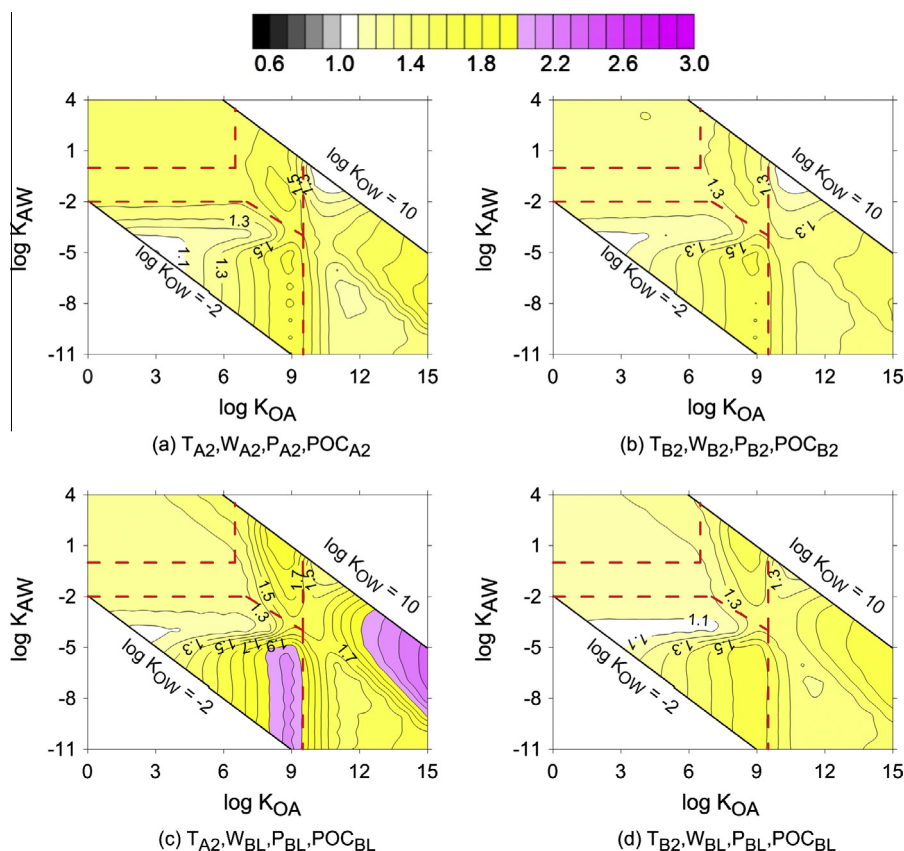 0.6 1.0 1.4 1.8 2.2 2.6 3.0
4
1
-2
-5
-8
-11
log K_AW
0 3 6 9 12 15
log K_OA
log K_OW = 10
log K_OW = -2
1.3
1.1
1.3
1.5
1.5
1.3
(a) T_A2,W_A2,P_A2,POC_A2
4
1
-2
-5
-8
-11
log K_AW
0 3 6 9 12 15
log K_OA
log K_OW = 10
log K_OW = -2
1.3
1.3
1.3
1.3
1.5
(b) T_B2,W_B2,P_B2,POC_B2
4
1
-2
-5
-8
-11
log K_AW
0 3 6 9 12 15
log K_OA
log K_OW = 10
log K_OW = -2
1.5
1.3
1.3
1.5
1.7
1.9
1.7
1.5
1.7
(c) T_A2,W_BL,P_BL,POC_BL
4
1
-2
-5
-8
-11
log K_AW
0 3 6 9 12 15
log K_OA
log K_OW = 10
log K_OW = -2
1.3
1.3
1.1
1.1
1.3
1.5
(d) T_B2,W_BL,P_BL,POC_BL